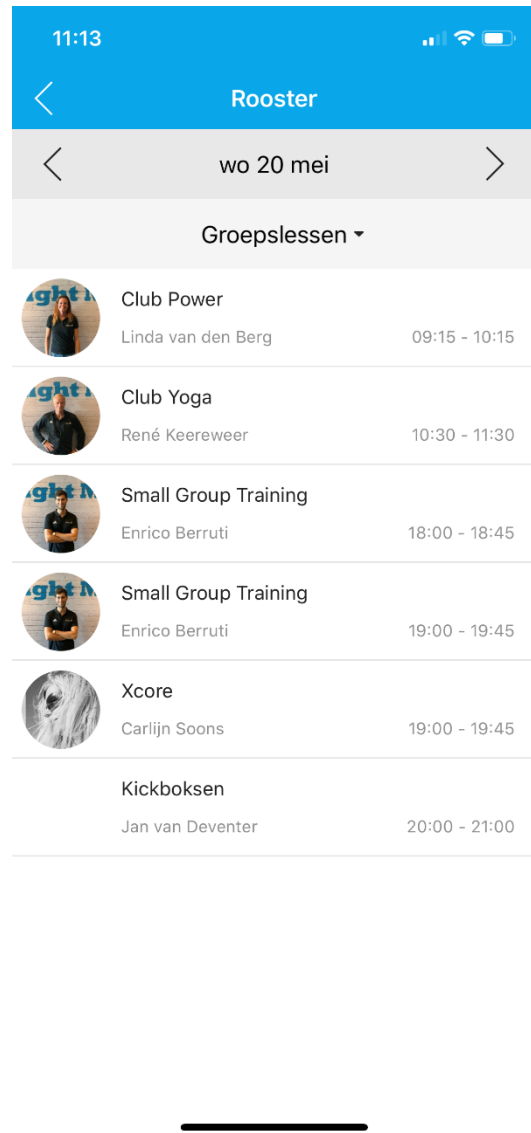 11:13
Rooster
wo 20 mei
Groepslessen
Club Power
Linda van den Berg
09:15 - 10:15
Club Yoga
René Keereweer
10:30 - 11:30
Small Group Training
Enrico Berruti
18:00 - 18:45
Small Group Training
Enrico Berruti
19:00 - 19:45
Xcore
Carlijn Soons
19:00 - 19:45
Kickboksen
Jan van Deventer
20:00 - 21:00